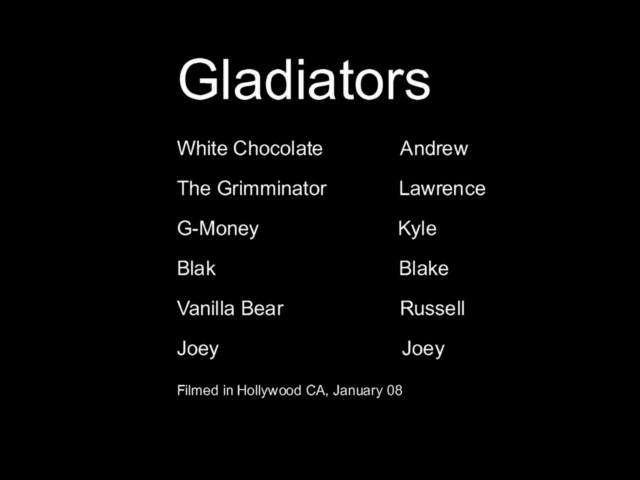 Gladiators
White Chocolate Andrew
The Grimminator Lawrence
G-Money Kyle
Blak Blake
Vanilla Bear Russell
Joey Joey
Filmed in Hollywood CA, January 08